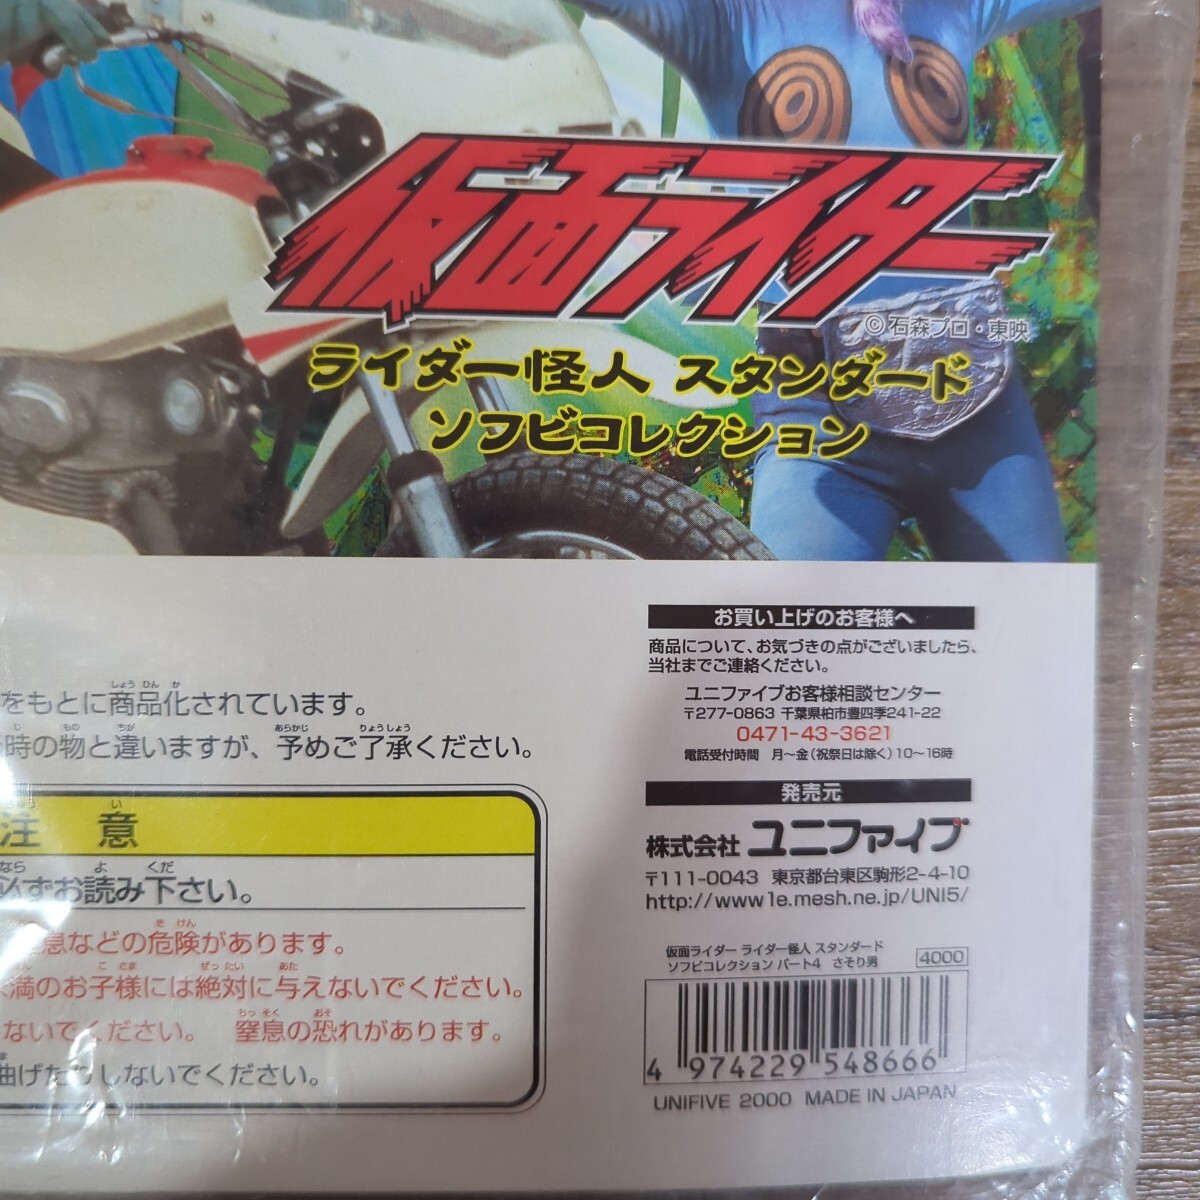 仮面ライダー
©石森プロ・東映
ライダー怪人 スタンダード
ソフビコレクション
をもとに商品化されています。
時の物と違いますが、予めご了承ください。
注意
必ずお読み下さい。
息などの危険があります。
満のお子様には絶対に与えないでください。
ないでください。 窒息の恐れがあります。
曲げたりしないでください。
お買い上げのお客様へ
商品について、お気づきの点がございましたら、
当社までご連絡ください。
ユニファイブお客様相談センター
〒277-0863 千葉県柏市豊四季241-22
0471-43-3621
電話受付時間 月〜金(祝祭日は除く)10〜16時
発売元
株式会社 ユニファイブ
〒111-0043 東京都台東区駒形2-4-10
http://www1e.mesh.ne.jp/UNI5/
仮面ライダー ライダー怪人 スタンダード
ソフビコレクション パート4 さそり男
4000
4 974229 548666
UNIFIVE 2000 MADE IN JAPAN